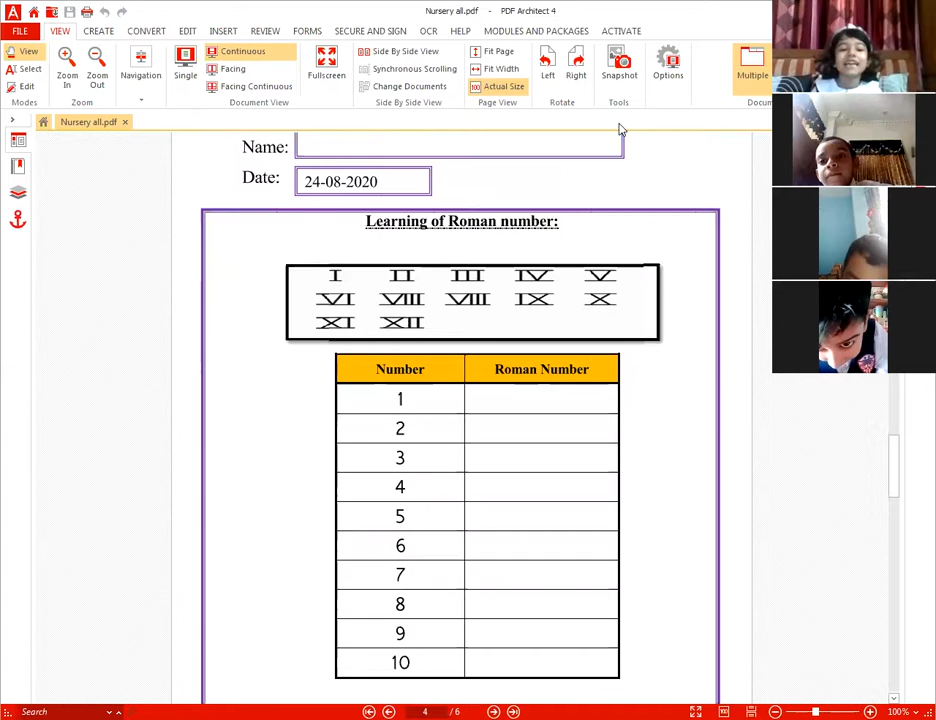 Nursery all.pdf - PDF Architect 4
FILE VIEW CREATE CONVERT EDIT INSERT REVIEW FORMS SECURE AND SIGN OCR HELP MODULES AND PACKAGES ACTIVATE
View
Select
Edit
Modes
Zoom In
Zoom Out
Zoom
Navigation
Single
Continuous
Facing
Facing Continuous
Document View
Fullscreen
Side By Side View
Synchronous Scrolling
Change Documents
Side By Side View
Fit Page
Fit Width
100 Actual Size
Page View
Left
Right
Rotate
Snapshot
Tools
Options
Multiple
Docum
Nursery all.pdf ×
Name:
Date: 24-08-2020
Learning of Roman number:
I II III IV V
VI VIII VIII IX X
XI XII
Number Roman Number
1
2
3
4
5
6
7
8
9
10
Search 4 / 6 100%